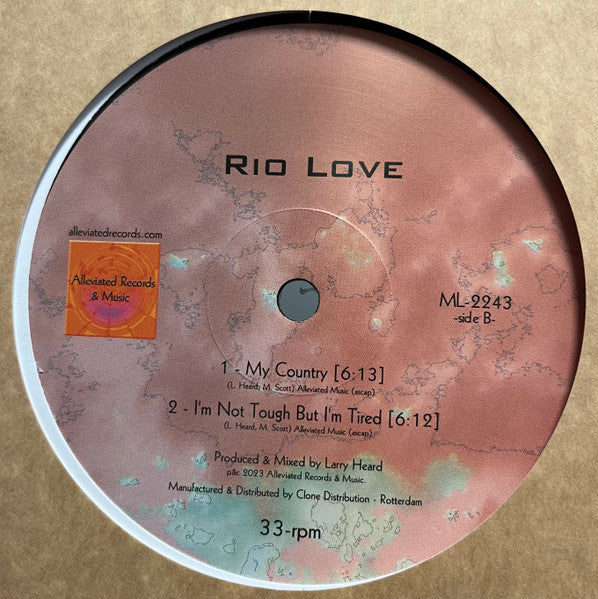 Rio Love
alleviatedrecords.com
Alleviated Records
& Music
ML-2243
-side B-
1 - My Country [6:13]
(L. Heard, M. Scott) Alleviated Music (ascap)
2 - I'm Not Tough But I'm Tired [6:12]
(L. Heard, M. Scott) Alleviated Music (ascap)
Produced & Mixed by Larry Heard
p&c 2023 Alleviated Records & Music.
Manufactured & Distributed by Clone Distribution - Rotterdam
33-rpm